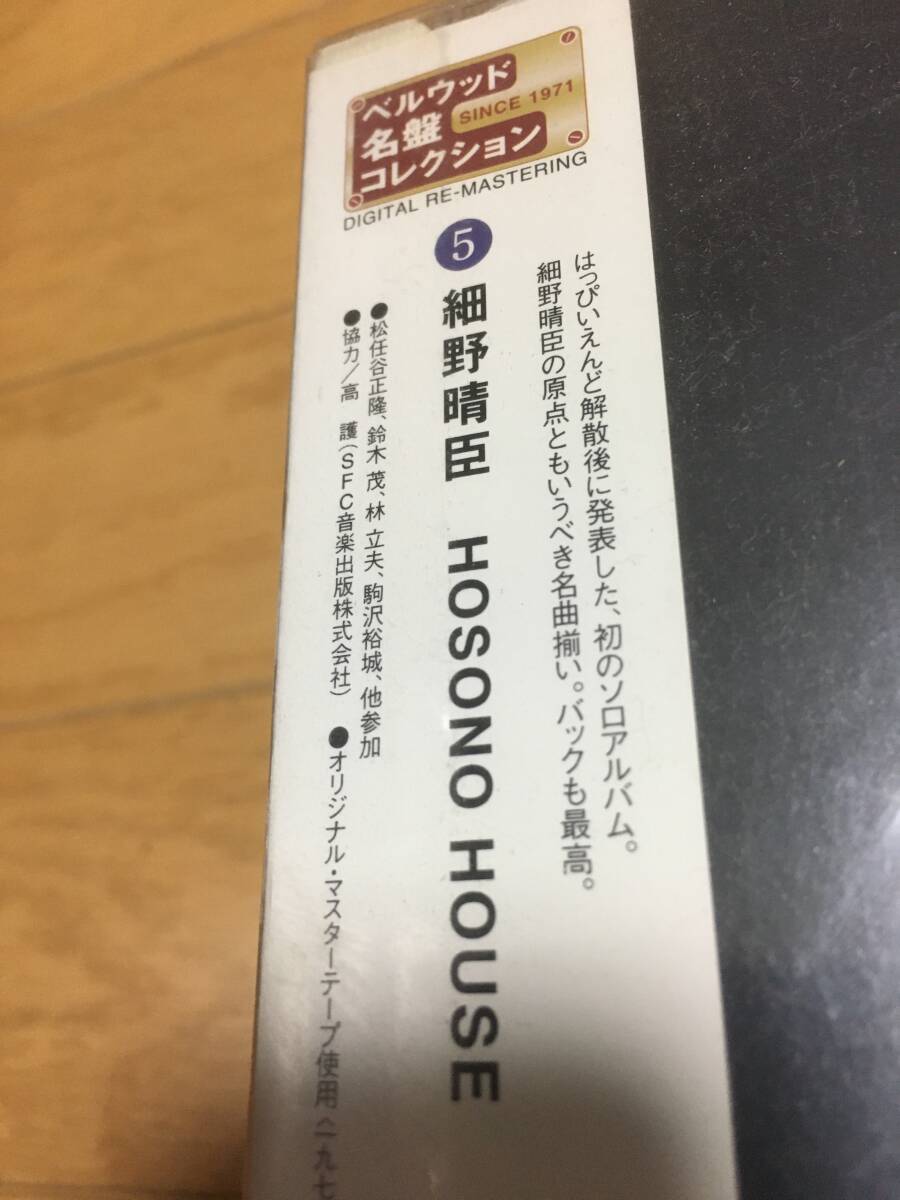 ベルウッド
SINCE 1971
名盤
コレクション
DIGITAL RE-MASTERING
5
はっぴいえんど解散後に発表した、初のソロアルバム。
細野晴臣の原点ともいうべき名曲揃い。バックも最高。
細野晴臣 HOSONO HOUSE
●松任谷正隆、鈴木 茂、林 立夫、駒沢裕城、他参加
●協力/高 護(SFC音楽出版株式会社) ●オリジナル・マスターテープ使用〈一九七